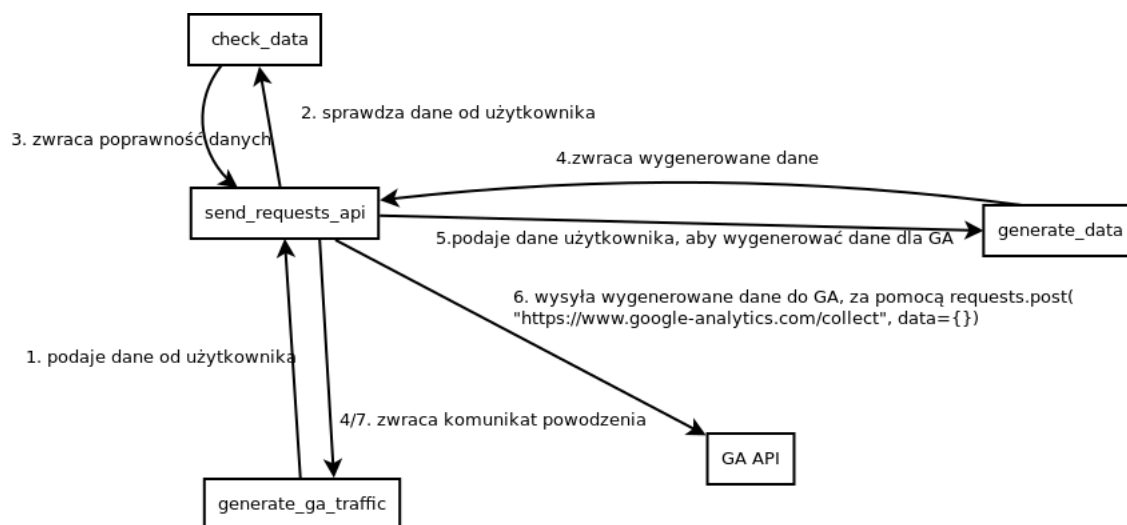 check_data
2. sprawdza dane od użytkownika
3. zwraca poprawność danych
4.zwraca wygenerowane dane
send_requests_api
generate_data
5.podaje dane użytkownika, aby wygenerować dane dla GA
6. wysyła wygenerowane dane do GA, za pomocą requests.post(
"https://www.google-analytics.com/collect", data={})
1. podaje dane od użytkownika
4/7. zwraca komunikat powodzenia
GA API
generate_ga_traffic